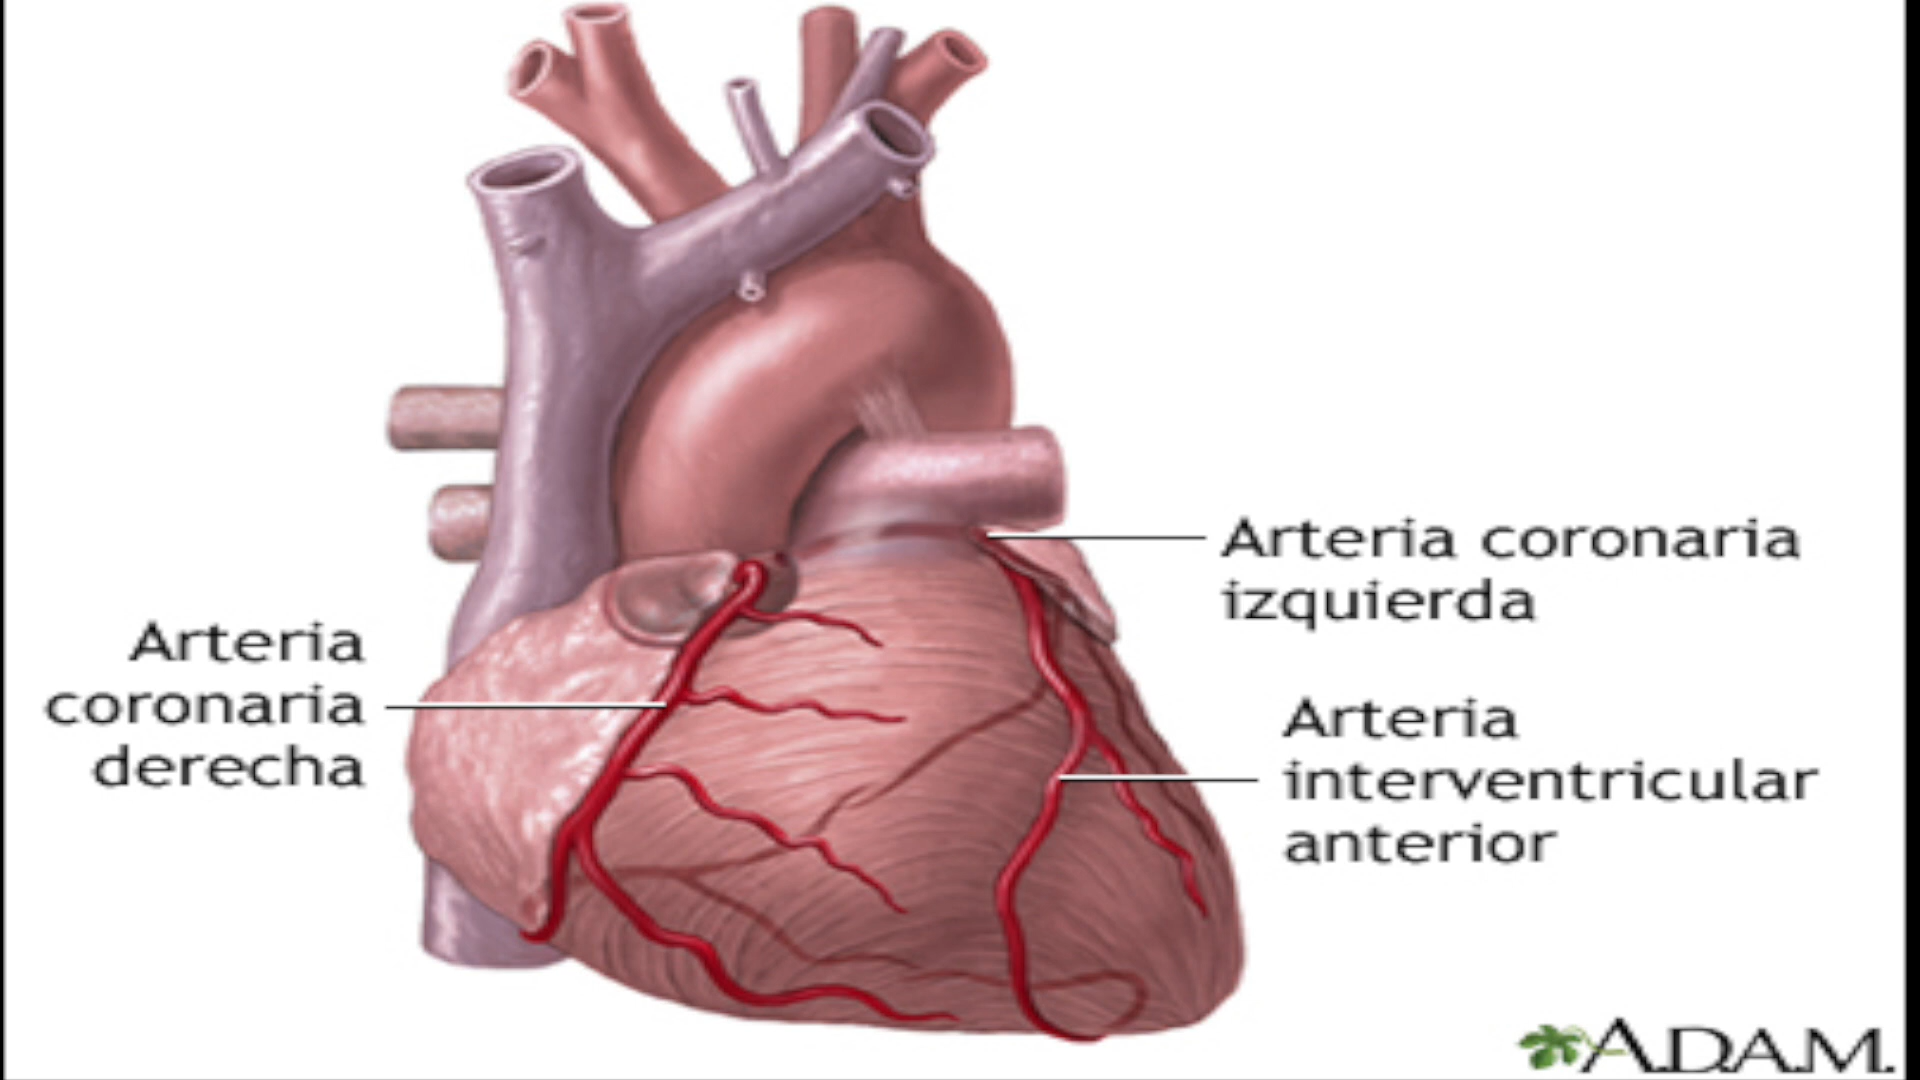 Arteria coronaria
izquierda
Arteria
coronaria
derecha
Arteria
interventricular
anterior
A.D.A.M.